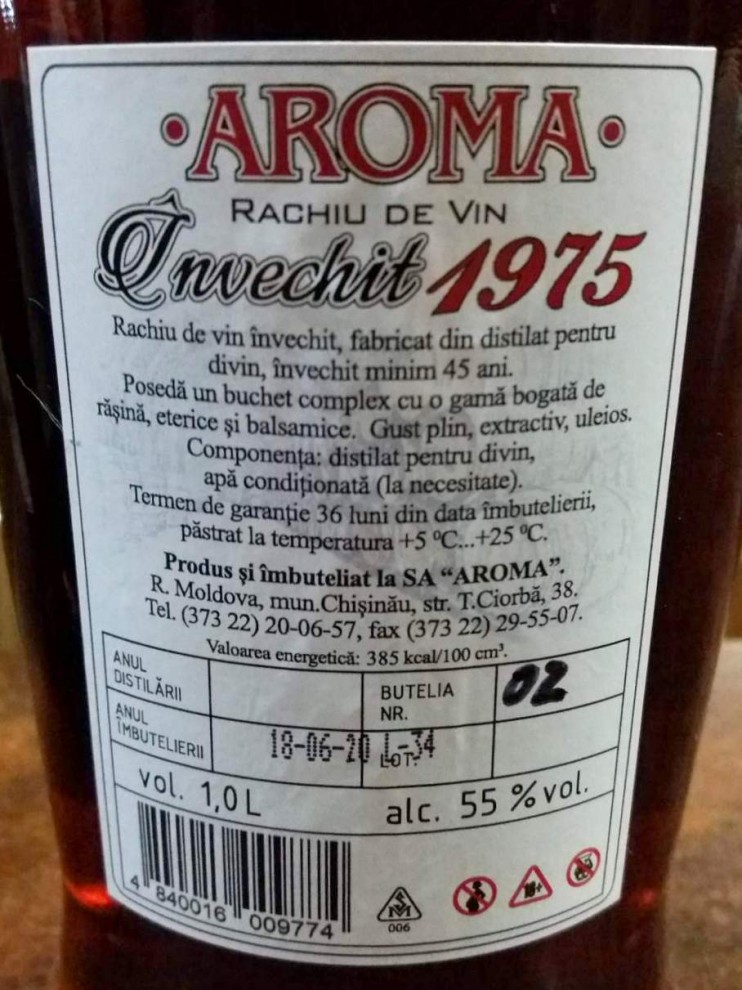 • AROMA •
RACHIU DE VIN
Învechit 1975
Rachiu de vin învechit, fabricat din distilat pentru
divin, învechit minim 45 ani.
Posedă un buchet complex cu o gamă bogată de
rășină, eterice și balsamice. Gust plin, extractiv, uleios.
Componența: distilat pentru divin,
apă condiționată (la necesitate).
Termen de garanție 36 luni din data îmbutelierii,
păstrat la temperatura +5 ºC...+25 ºC.
Produs și îmbuteliat la SA “AROMA”.
R. Moldova, mun.Chișinău, str. T.Ciorbă, 38.
Tel. (373 22) 20-06-57, fax (373 22) 29-55-07.
Valoarea energetică: 385 kcal/100 cm³.
ANUL
DISTILĂRII
BUTELIA
NR.
02
ANUL
ÎMBUTELIERII
18-06-20 L-34
LOT:
vol. 1,0 L
alc. 55 % vol.
4 840016 009774
006
18+